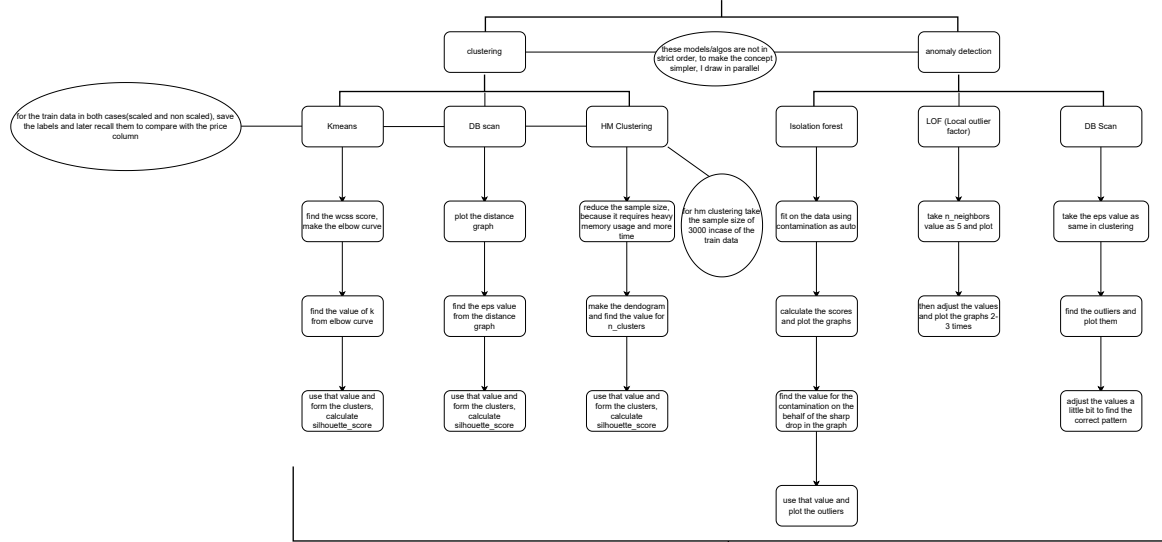 clustering
these models/algos are not in
strict order, to make the concept
simpler, I draw in parallel
anomaly detection
for the train data in both cases(scaled and non scaled), save
the labels and later recall them to compare with the price
column
Kmeans
DB scan
HM Clustering
Isolation forest
LOF (Local outlier
factor)
DB Scan
find the wcss score,
make the elbow curve
plot the distance
graph
reduce the sample size,
because it requires heavy
memory usage and more
time
for hm clustering take
the sample size of
3000 incase of the
train data
fit on the data using
contamination as auto
take n_neighbors
value as 5 and plot
take the eps value as
same in clustering
find the value of k
from elbow curve
find the eps value
from the distance
graph
make the dendogram
and find the value for
n_clusters
calculate the scores
and plot the graphs
then adjust the values
and plot the graphs 2-
3 times
find the outliers and
plot them
use that value and
form the clusters,
calculate
silhouette_score
use that value and
form the clusters,
calculate
silhouette_score
use that value and
form the clusters,
calculate
silhouette_score
find the value for the
contamination on the
behalf of the sharp
drop in the graph
adjust the values a
little bit to find the
correct pattern
use that value and
plot the outliers